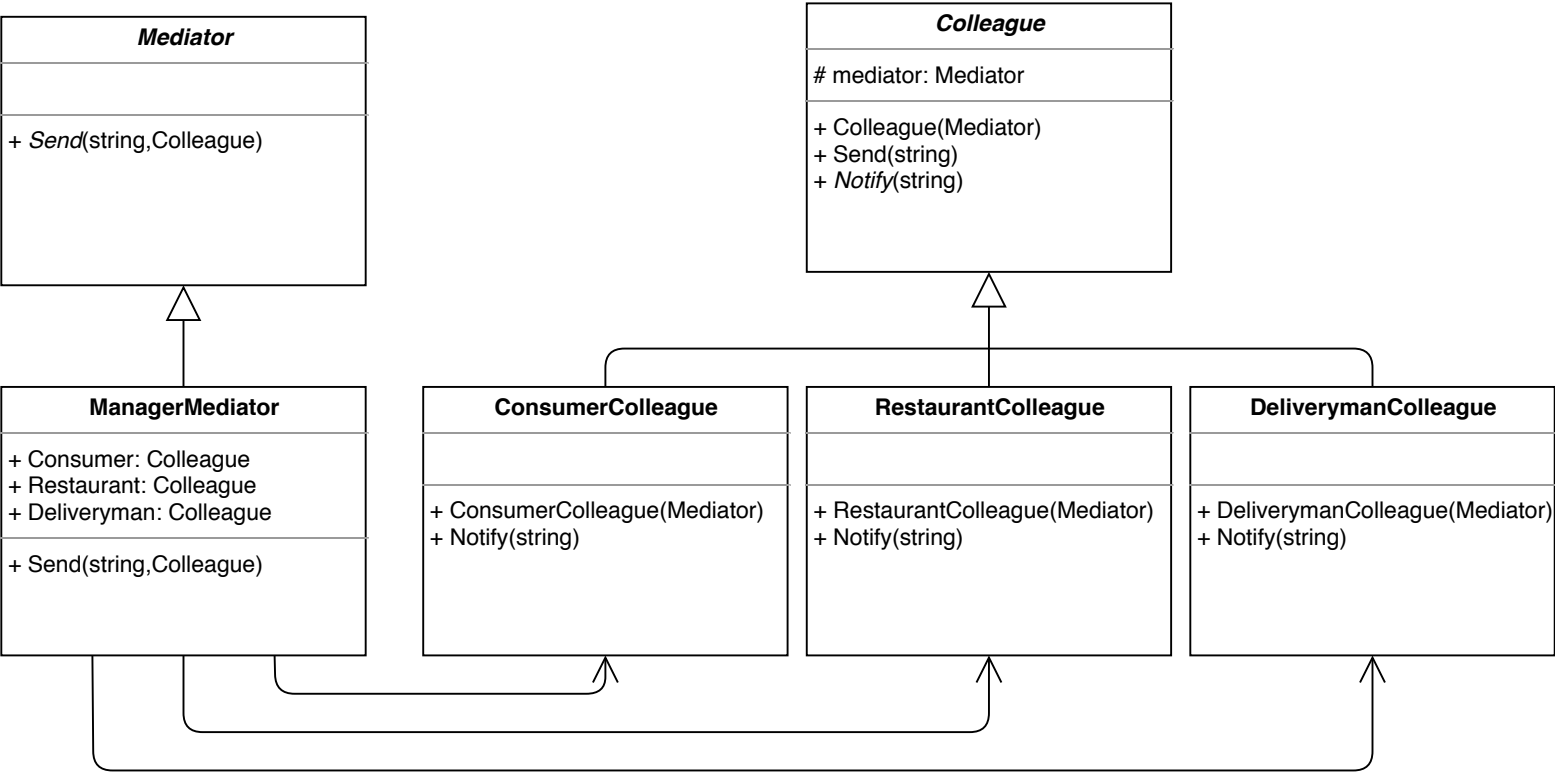 Mediator
+ Send(string,Colleague)
Colleague
# mediator: Mediator
+ Colleague(Mediator)
+ Send(string)
+ Notify(string)
ManagerMediator
+ Consumer: Colleague
+ Restaurant: Colleague
+ Deliveryman: Colleague
+ Send(string,Colleague)
ConsumerColleague
+ ConsumerColleague(Mediator)
+ Notify(string)
RestaurantColleague
+ RestaurantColleague(Mediator)
+ Notify(string)
DeliverymanColleague
+ DeliverymanColleague(Mediator)
+ Notify(string)